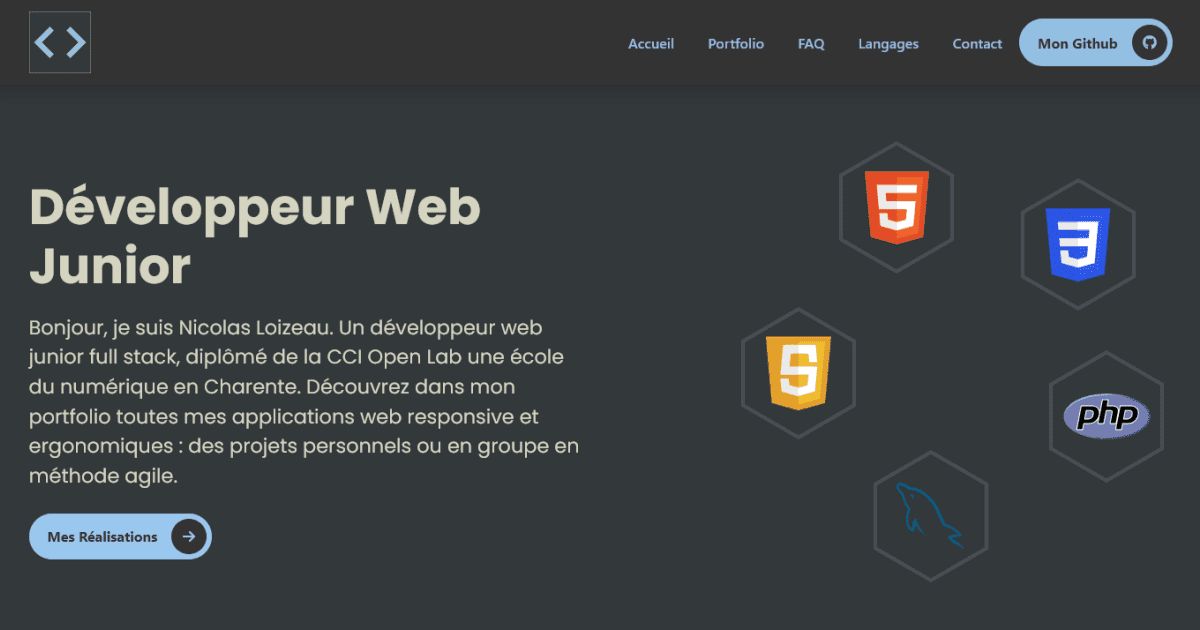 Accueil
Portfolio
FAQ
Langages
Contact
Mon Github
Développeur Web
Junior
Bonjour, je suis Nicolas Loizeau. Un développeur web
junior full stack, diplômé de la CCI Open Lab une école
du numérique en Charente. Découvrez dans mon
portfolio toutes mes applications web responsive et
ergonomiques : des projets personnels ou en groupe en
méthode agile.
Mes Réalisations
5
3
5
php